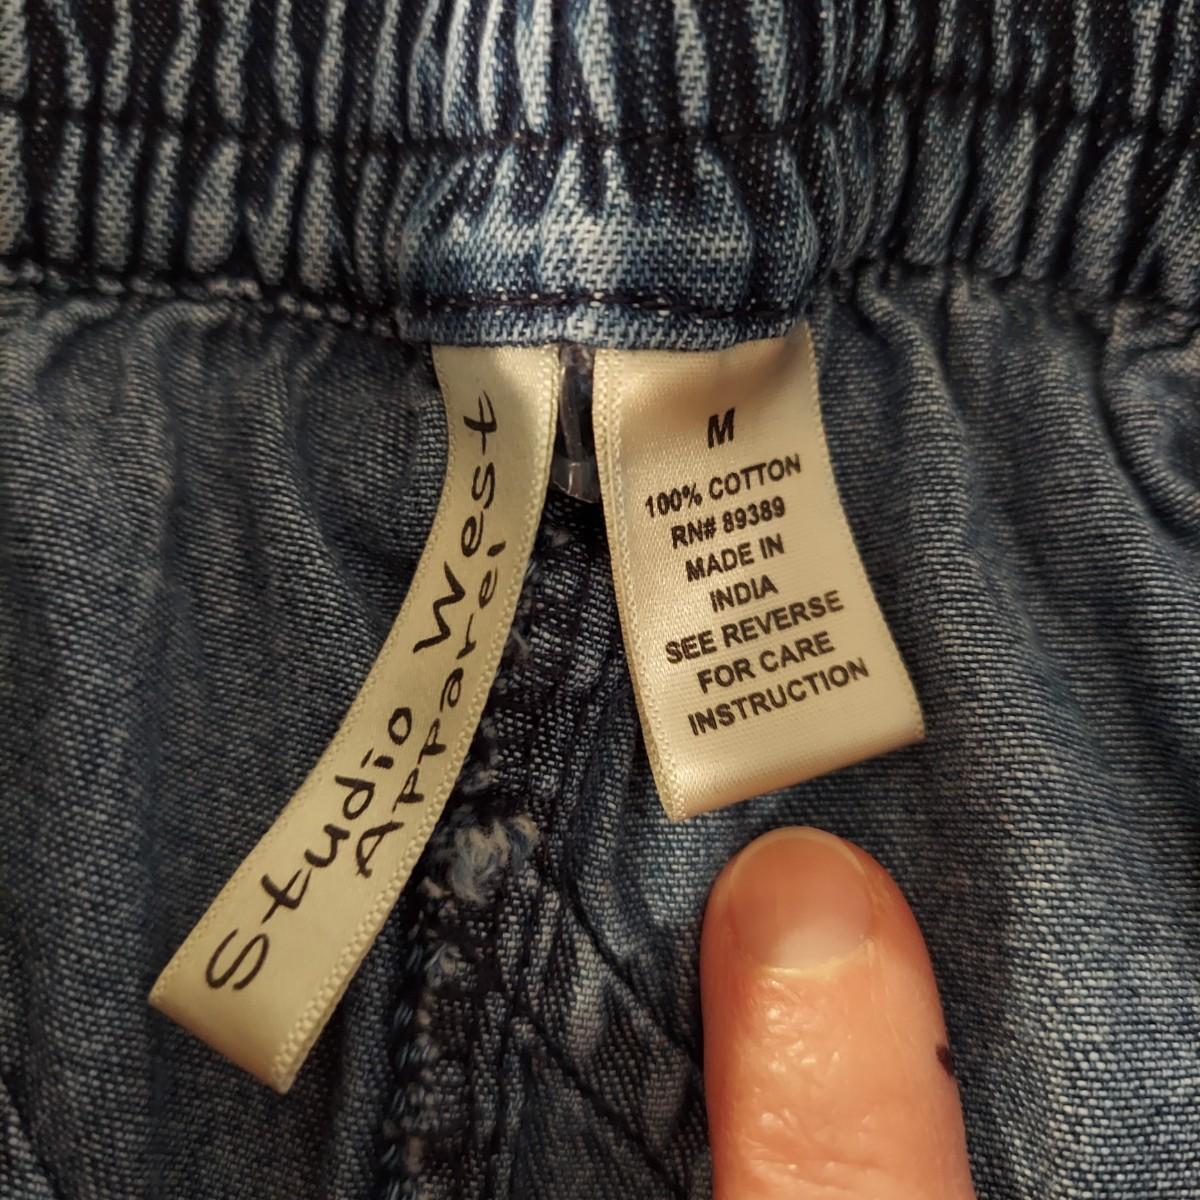 Studio West
Apparel
M
100% COTTON
RN# 89389
MADE IN
INDIA
SEE REVERSE
FOR CARE
INSTRUCTION